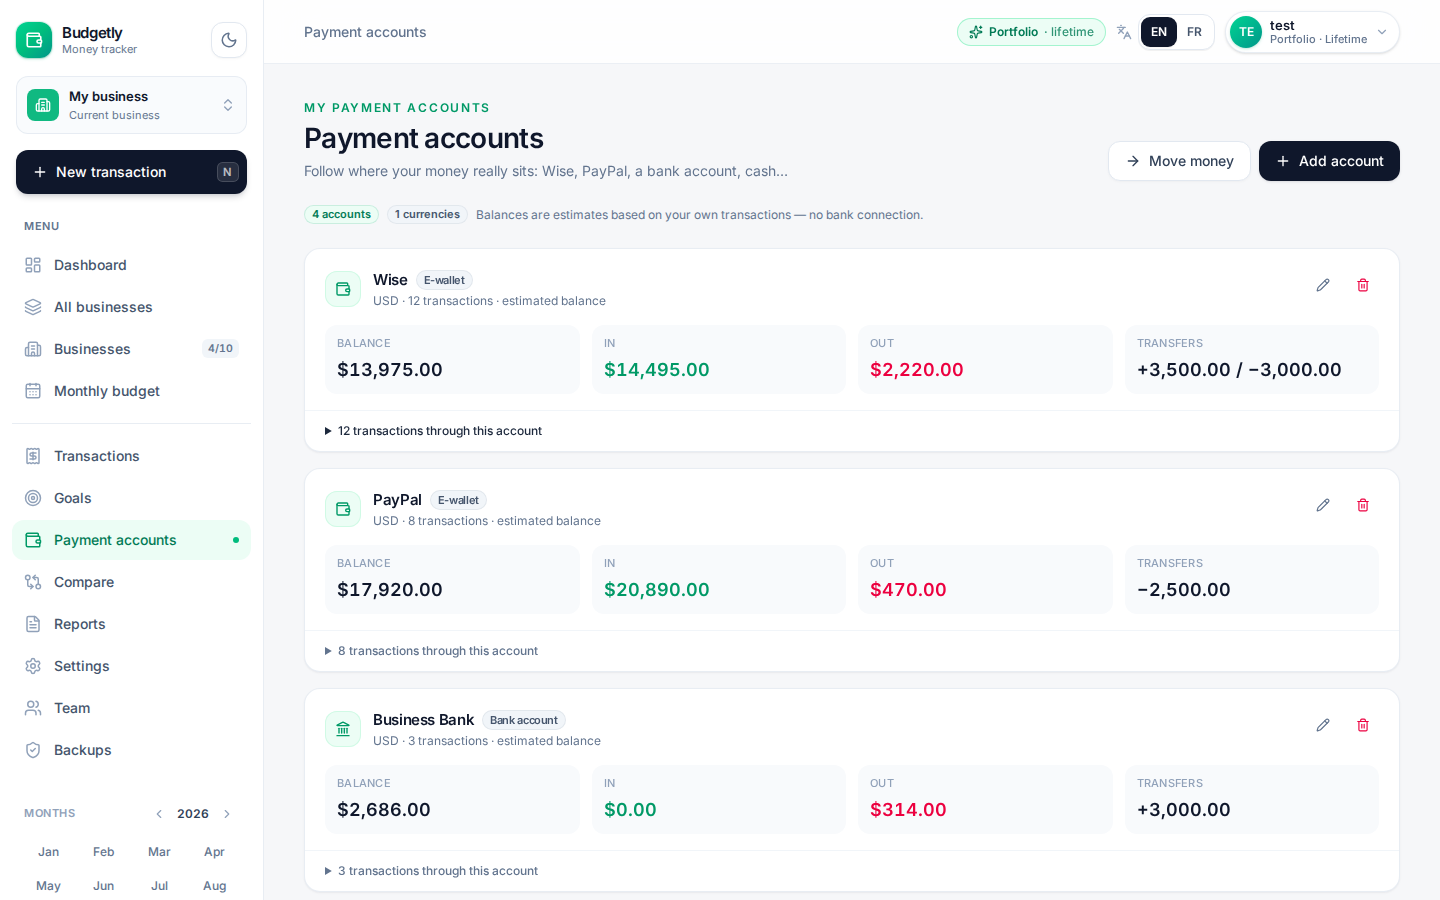 Budgetly
Money tracker
My business
Current business
New transaction N
MENU
Dashboard
All businesses
Businesses 4/10
Monthly budget
Transactions
Goals
Payment accounts
Compare
Reports
Settings
Team
Backups
MONTHS 2026
Jan Feb Mar Apr
May Jun Jul Aug
Payment accounts
Portfolio · lifetime
EN FR
TE
test
Portfolio · Lifetime
MY PAYMENT ACCOUNTS
Payment accounts
Follow where your money really sits: Wise, PayPal, a bank account, cash...
Move money
Add account
4 accounts 1 currencies Balances are estimates based on your own transactions — no bank connection.
Wise E-wallet
USD · 12 transactions · estimated balance
BALANCE IN OUT TRANSFERS
$13,975.00 $14,495.00 $2,220.00 +3,500.00 / −3,000.00
12 transactions through this account
PayPal E-wallet
USD · 8 transactions · estimated balance
BALANCE IN OUT TRANSFERS
$17,920.00 $20,890.00 $470.00 −2,500.00
8 transactions through this account
Business Bank Bank account
USD · 3 transactions · estimated balance
BALANCE IN OUT TRANSFERS
$2,686.00 $0.00 $314.00 +3,000.00
3 transactions through this account